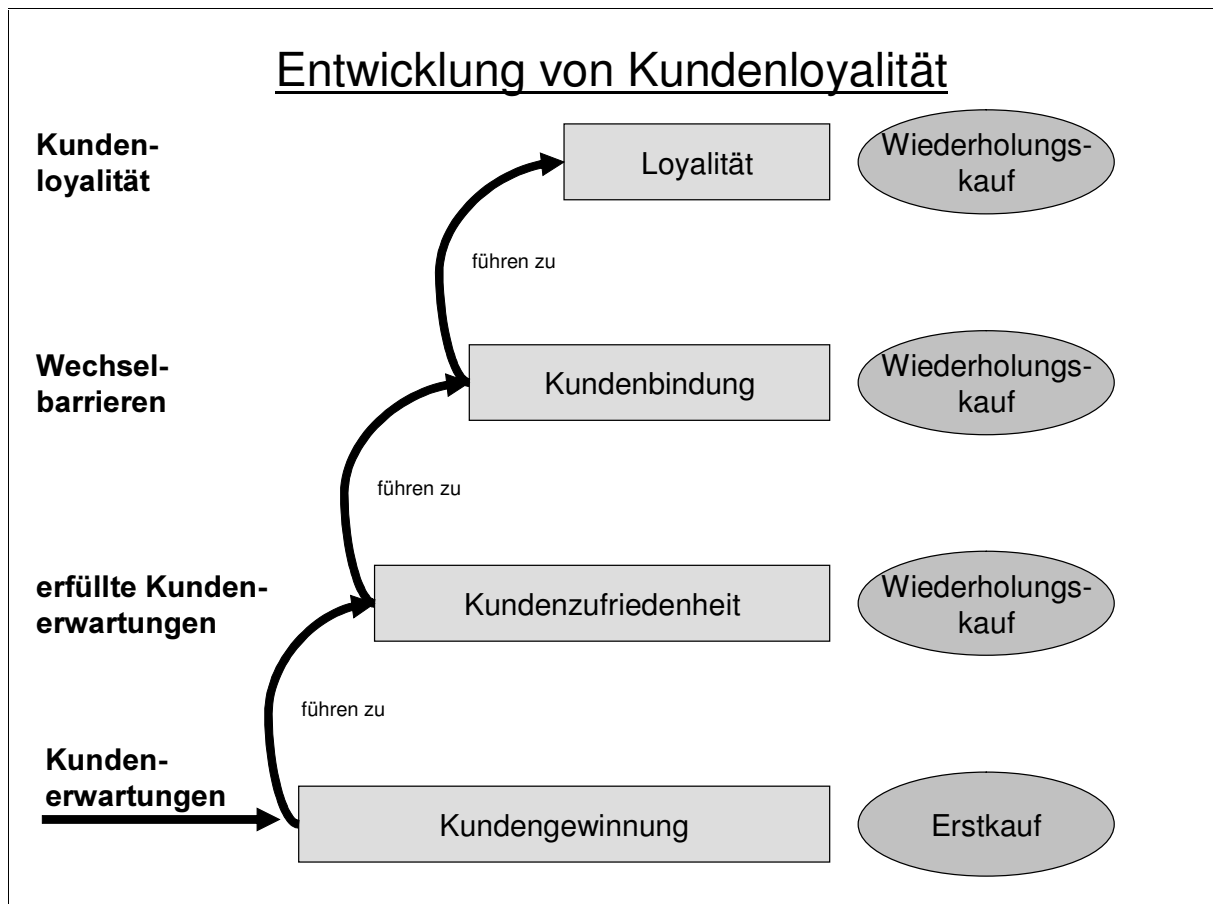 Entwicklung von Kundenloyalität
Kunden-
loyalität
Loyalität
Wiederholungs-
kauf
führen zu
Wechsel-
barrieren
Kundenbindung
Wiederholungs-
kauf
führen zu
erfüllte Kunden-
erwartungen
Kundenzufriedenheit
Wiederholungs-
kauf
führen zu
Kunden-
erwartungen
Kundengewinnung
Erstkauf